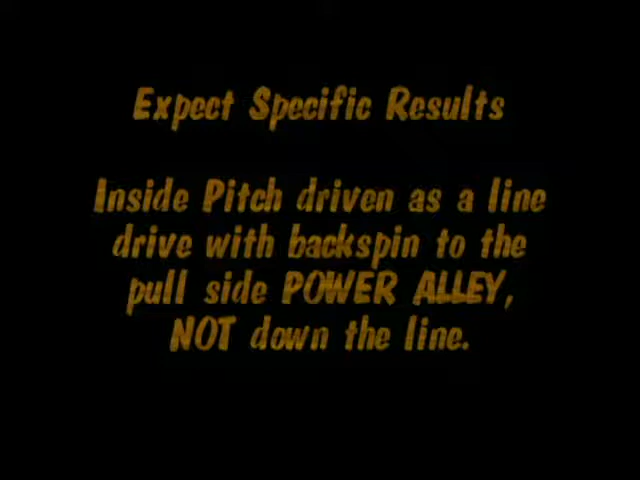 Expect Specific Results
Inside Pitch driven as a line
drive with backspin to the
pull side POWER ALLEY,
NOT down the line.